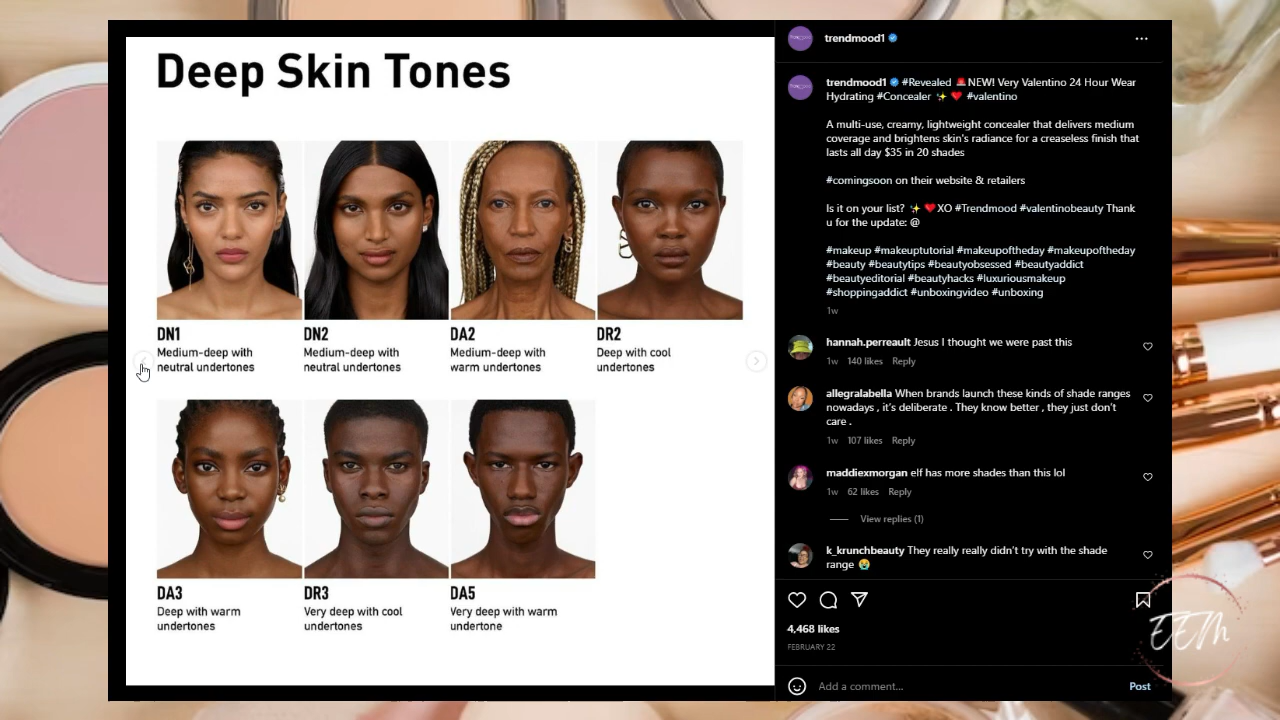 Deep Skin Tones
DN1
Medium-deep with
neutral undertones
DN2
Medium-deep with
neutral undertones
DA2
Medium-deep with
warm undertones
DR2
Deep with cool
undertones
DA3
Deep with warm
undertones
DR3
Very deep with cool
undertones
DA5
Very deep with warm
undertone
trendmood1
trendmood1 #Revealed 🚨NEW! Very Valentino 24 Hour Wear
Hydrating #Concealer ✨ ❤️ #valentino
A multi-use, creamy, lightweight concealer that delivers medium
coverage and brightens skin's radiance for a creaseless finish that
lasts all day $35 in 20 shades
#comingsoon on their website & retailers
Is it on your list? ✨ ❤️XO #Trendmood #valentinobeauty Thank
u for the update: @
#makeup #makeuptutorial #makeupoftheday #makeupoftheday
#beauty #beautytips #beautyobsessed #beautyaddict
#beautyeditorial #beautyhacks #luxuriousmakeup
#shoppingaddict #unboxingvideo #unboxing
1w
hannah.perreault Jesus I thought we were past this
1w 140 likes Reply
allegralabella When brands launch these kinds of shade ranges
nowadays , it's deliberate . They know better , they just don't
care .
1w 107 likes Reply
maddiexmorgan elf has more shades than this lol
1w 62 likes Reply
View replies (1)
k_krunchbeauty They really really didn't try with the shade
range 😭
4,468 likes
FEBRUARY 22
Add a comment...
Post
EEM